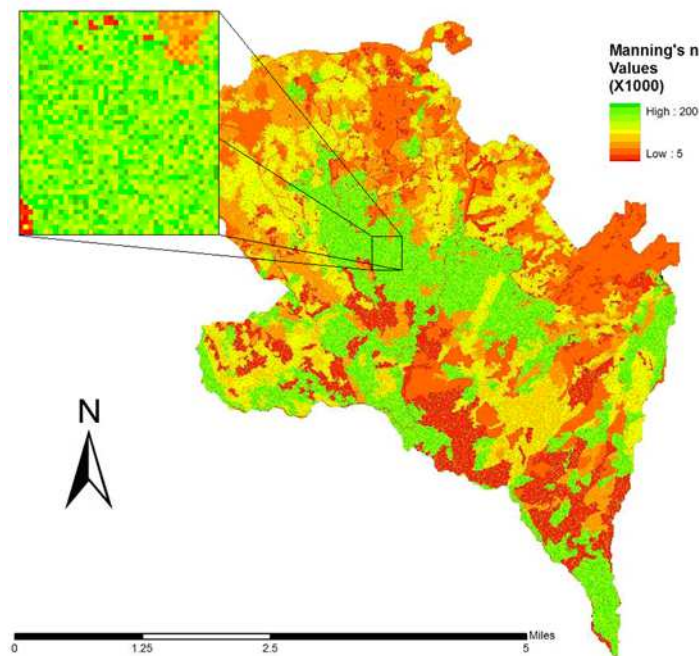 Manning's n
Values
(X1000)
High : 200
Low : 5
N
Miles
0 1.25 2.5 5